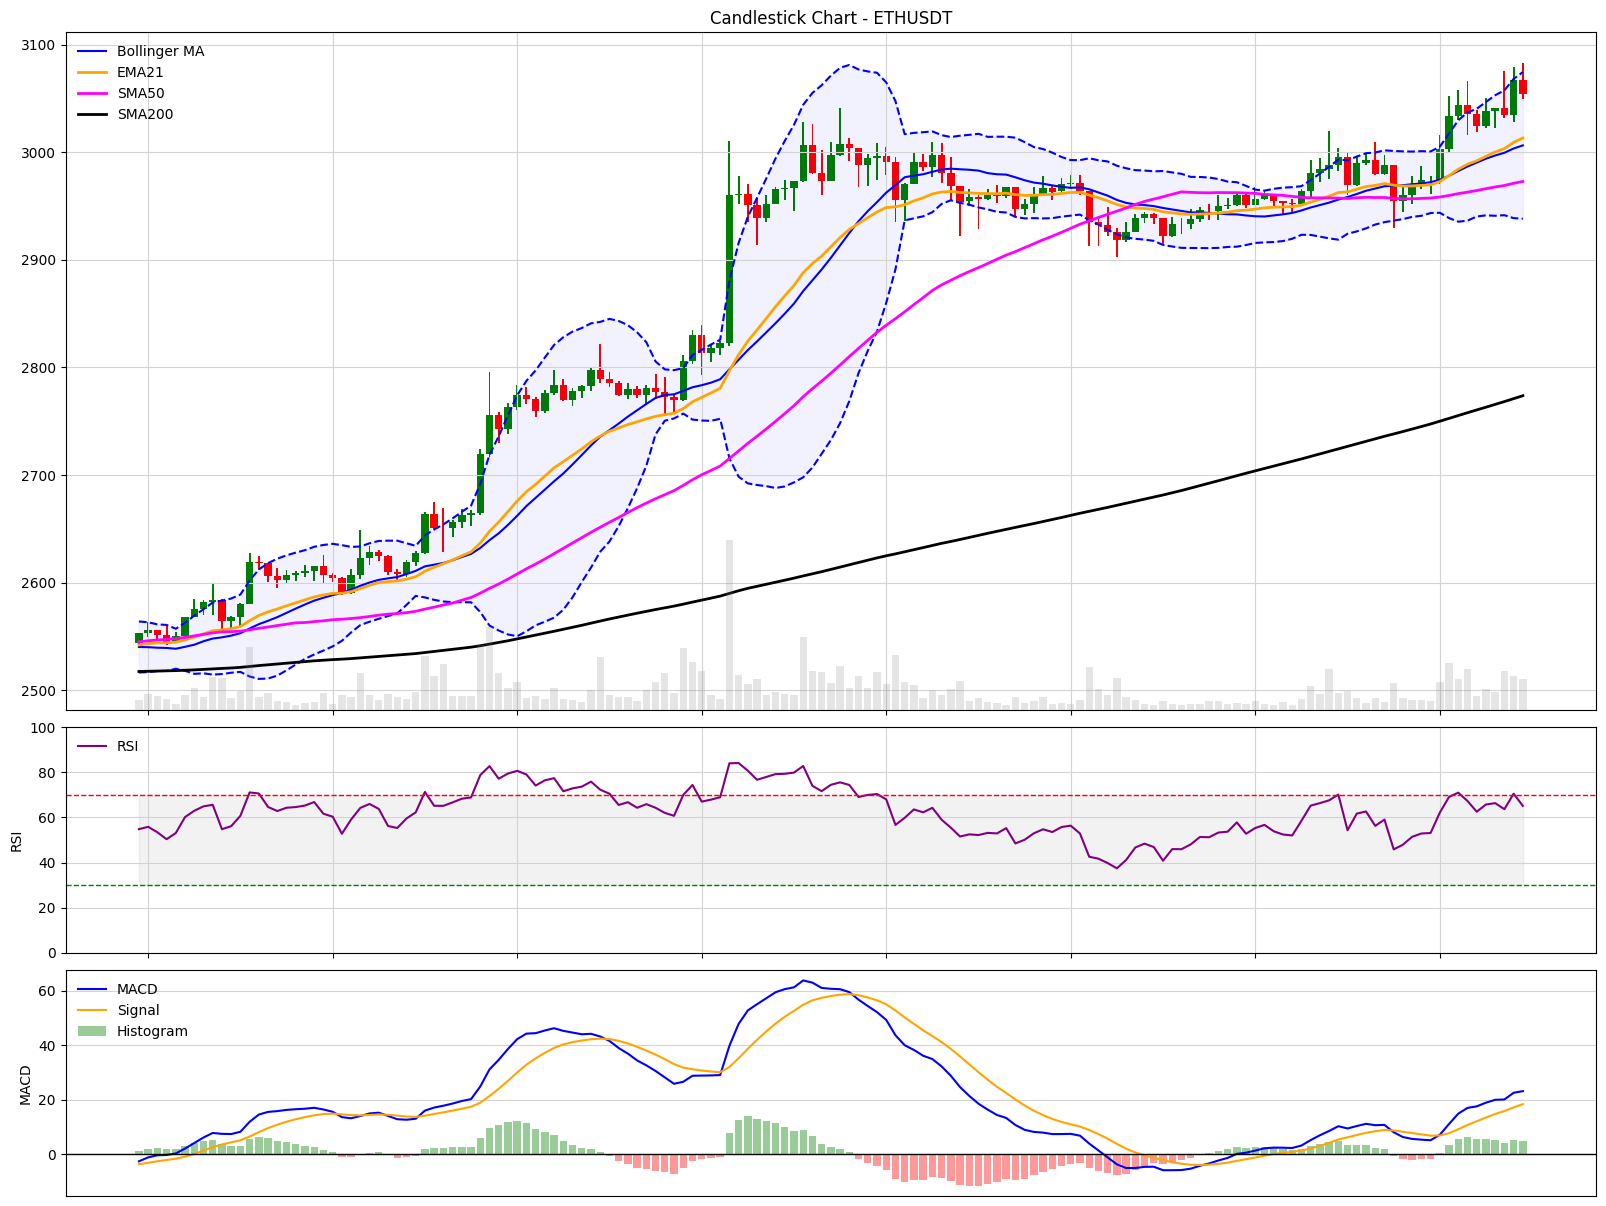 Candlestick Chart - ETHUSDT
Bollinger MA
EMA21
SMA50
SMA200
3100
3000
2900
2800
2700
2600
2500
RSI
RSI
100
80
60
40
20
0
MACD
Signal
Histogram
MACD
60
40
20
0